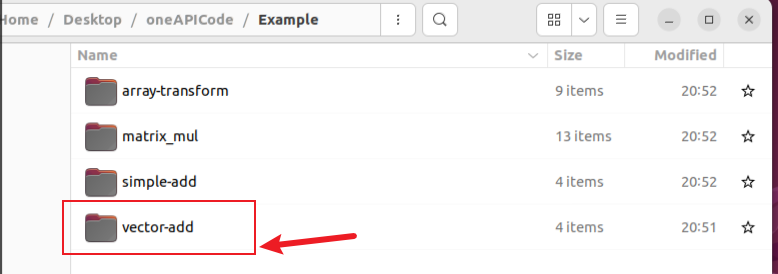 Home / Desktop / oneAPICode / Example
Name Size Modified
array-transform 9 items 20:52
matrix_mul 13 items 20:52
simple-add 4 items 20:52
vector-add 4 items 20:51